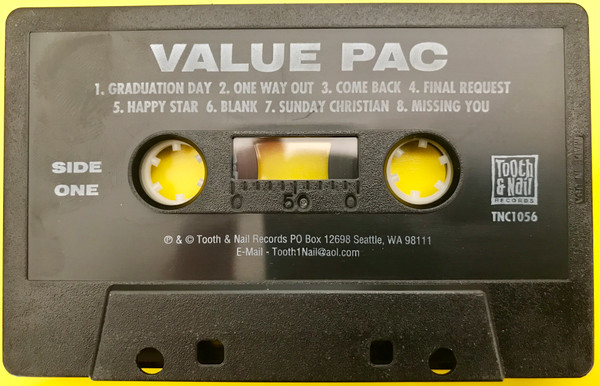 VALUE PAC
1. GRADUATION DAY 2. ONE WAY OUT 3. COME BACK 4. FINAL REQUEST
5. HAPPY STAR 6. BLANK 7. SUNDAY CHRISTIAN 8. MISSING YOU
SIDE
ONE
0 50 0
Tooth
& Nail
RECORDS
TNC1056
℗ & © Tooth & Nail Records PO Box 12698 Seattle, WA 98111
E-Mail - Tooth1Nail@aol.com